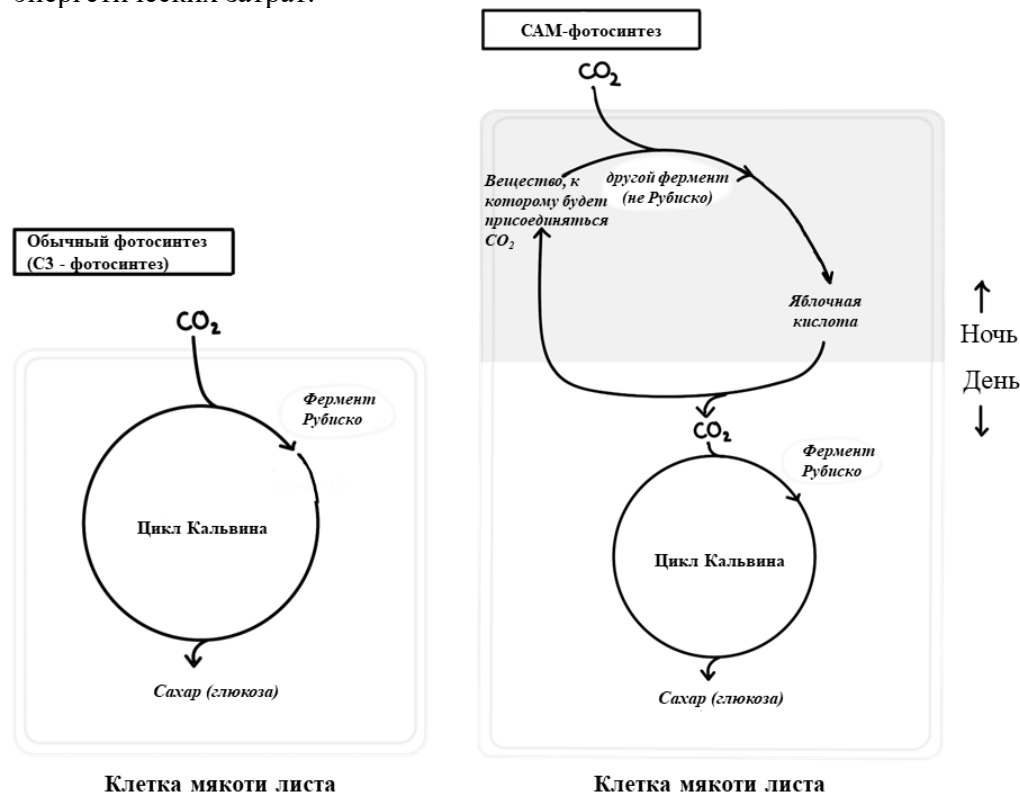 энергетических затрат.
САМ-фотосинтез
CO2
Вещество, к
которому будет
присоединяться
CO2
другой фермент
(не Рубиско)
Яблочная
кислота
Ночь
День
CO2
Фермент
Рубиско
Цикл Кальвина
Сахар (глюкоза)
Клетка мякоти листа
Обычный фотосинтез
(С3 - фотосинтез)
CO2
Фермент
Рубиско
Цикл Кальвина
Сахар (глюкоза)
Клетка мякоти листа